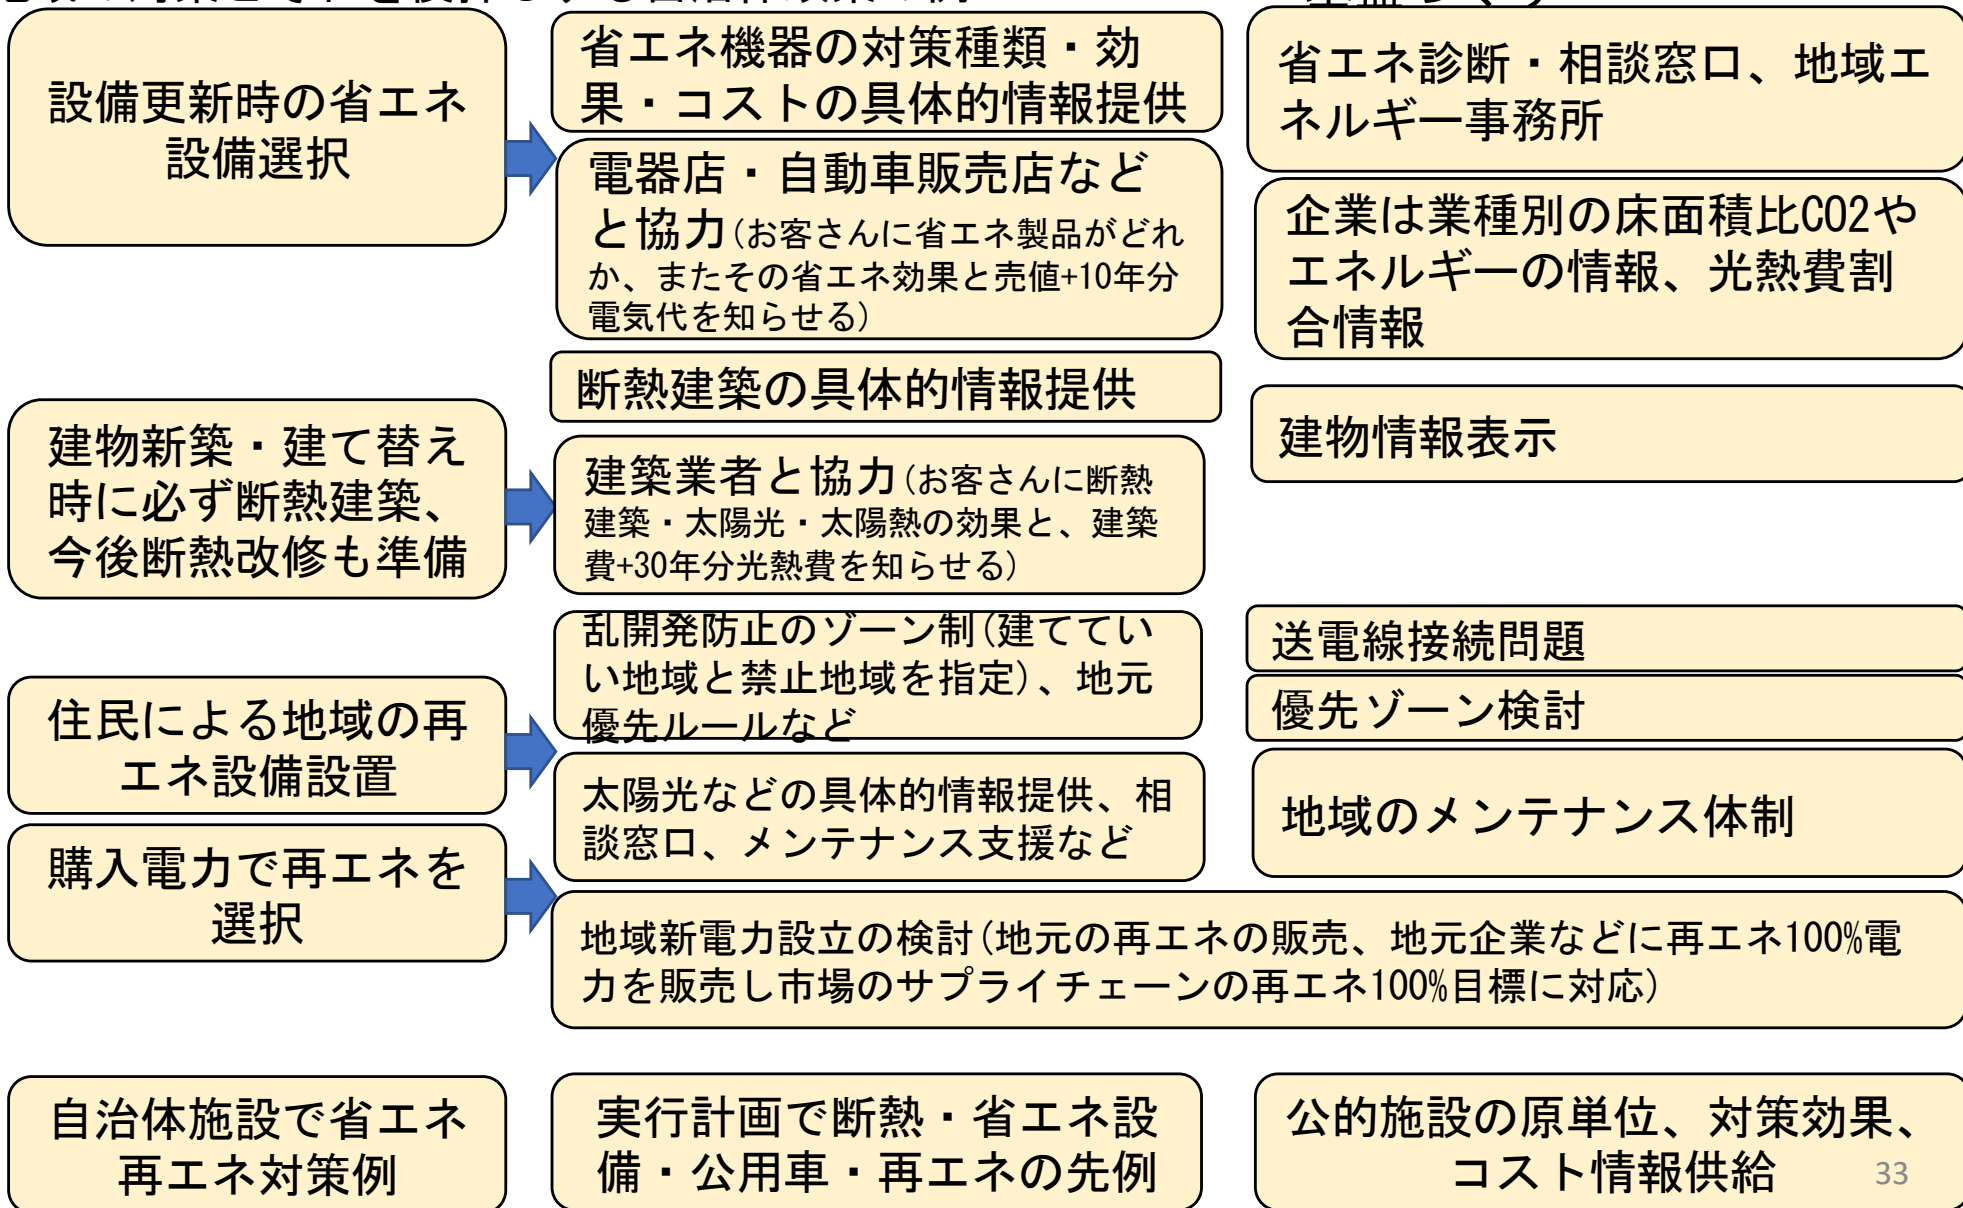 設備更新時の省エネ
設備選択
省エネ機器の対策種類・効
果・コストの具体的情報提供
電器店・自動車販売店など
と協力(お客さんに省エネ製品がどれ
か、またその省エネ効果と売値+10年分
電気代を知らせる)
省エネ診断・相談窓口、地域エ
ネルギー事務所
企業は業種別の床面積比CO2や
エネルギーの情報、光熱費割
合情報
断熱建築の具体的情報提供
建物新築・建て替え
時に必ず断熱建築、
今後断熱改修も準備
建築業者と協力(お客さんに断熱
建築・太陽光・太陽熱の効果と、建築
費+30年分光熱費を知らせる)
建物情報表示
住民による地域の再
エネ設備設置
乱開発防止のゾーン制(建ててい
い地域と禁止地域を指定)、地元
優先ルールなど
太陽光などの具体的情報提供、相
談窓口、メンテナンス支援など
送電線接続問題
優先ゾーン検討
地域のメンテナンス体制
購入電力で再エネを
選択
地域新電力設立の検討(地元の再エネの販売、地元企業などに再エネ100%電
力を販売し市場のサプライチェーンの再エネ100%目標に対応)
自治体施設で省エネ
再エネ対策例
実行計画で断熱・省エネ設
備・公用車・再エネの先例
公的施設の原単位、対策効果、
コスト情報供給
33